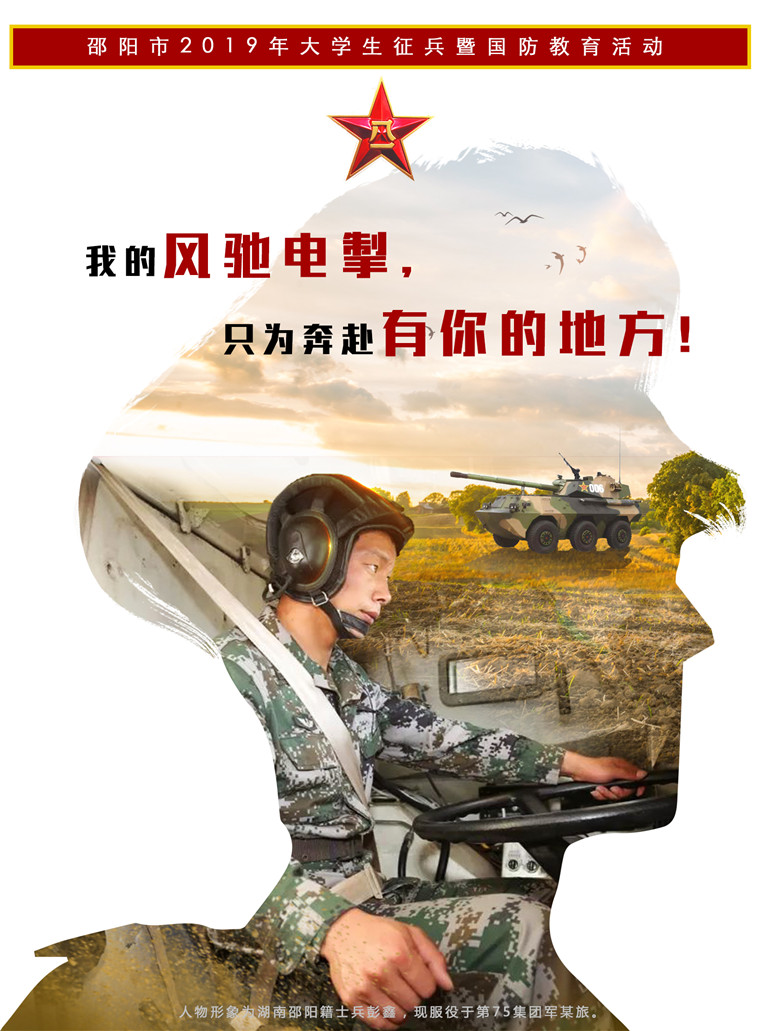 邵阳市2019年大学生征兵暨国防教育活动
八一
我的风驰电掣，
只为奔赴有你的地方！
006
人物形象为湖南邵阳籍士兵彭鑫，现服役于第75集团军某旅。